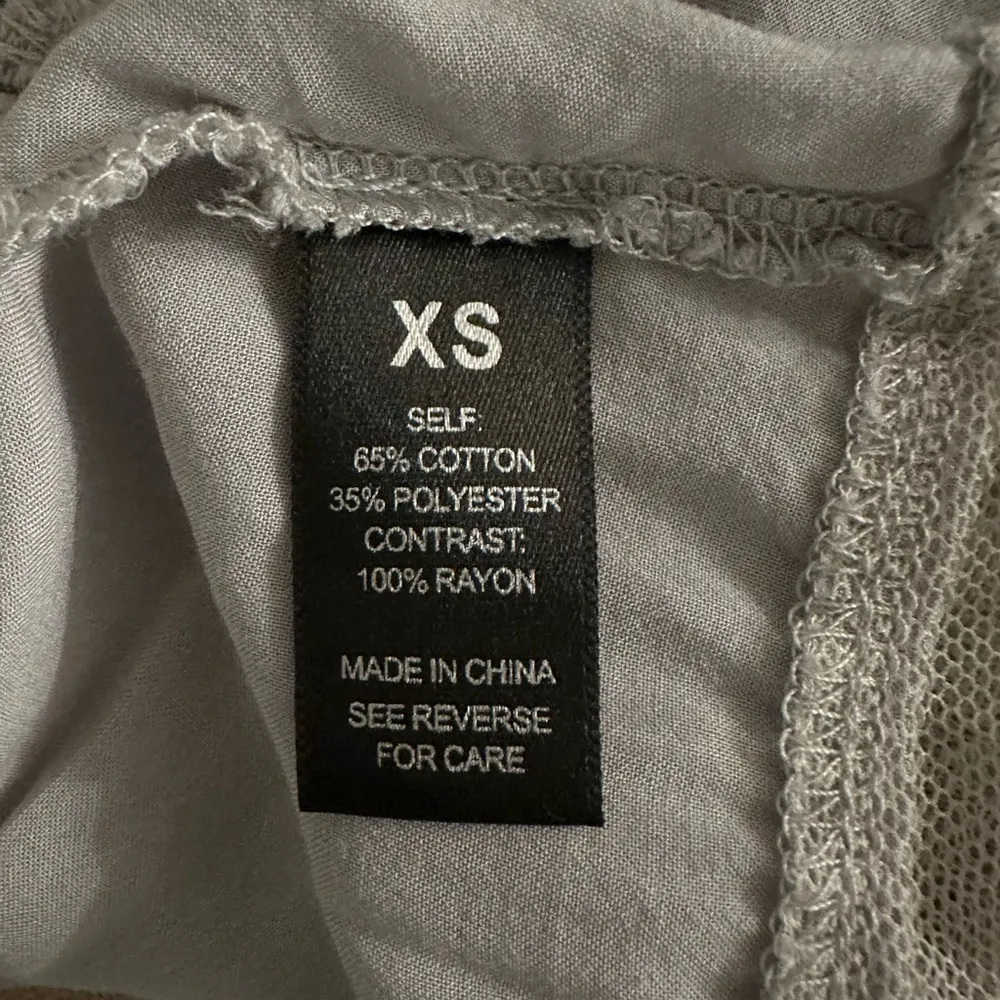 XS
SELF:
65% COTTON
35% POLYESTER
CONTRAST:
100% RAYON
MADE IN CHINA
SEE REVERSE
FOR CARE